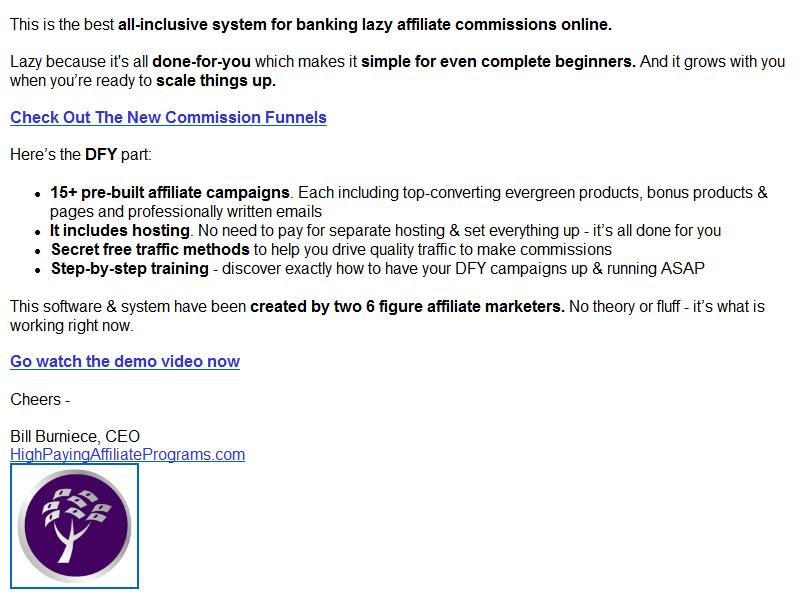 This is the best all-inclusive system for banking lazy affiliate commissions online.
Lazy because it's all done-for-you which makes it simple for even complete beginners. And it grows with you
when you’re ready to scale things up.
Check Out The New Commission Funnels
Here’s the DFY part:
• 15+ pre-built affiliate campaigns. Each including top-converting evergreen products, bonus products &
pages and professionally written emails
• It includes hosting. No need to pay for separate hosting & set everything up - it’s all done for you
• Secret free traffic methods to help you drive quality traffic to make commissions
• Step-by-step training - discover exactly how to have your DFY campaigns up & running ASAP
This software & system have been created by two 6 figure affiliate marketers. No theory or fluff - it’s what is
working right now.
Go watch the demo video now
Cheers -
Bill Burniece, CEO
HighPayingAffiliatePrograms.com